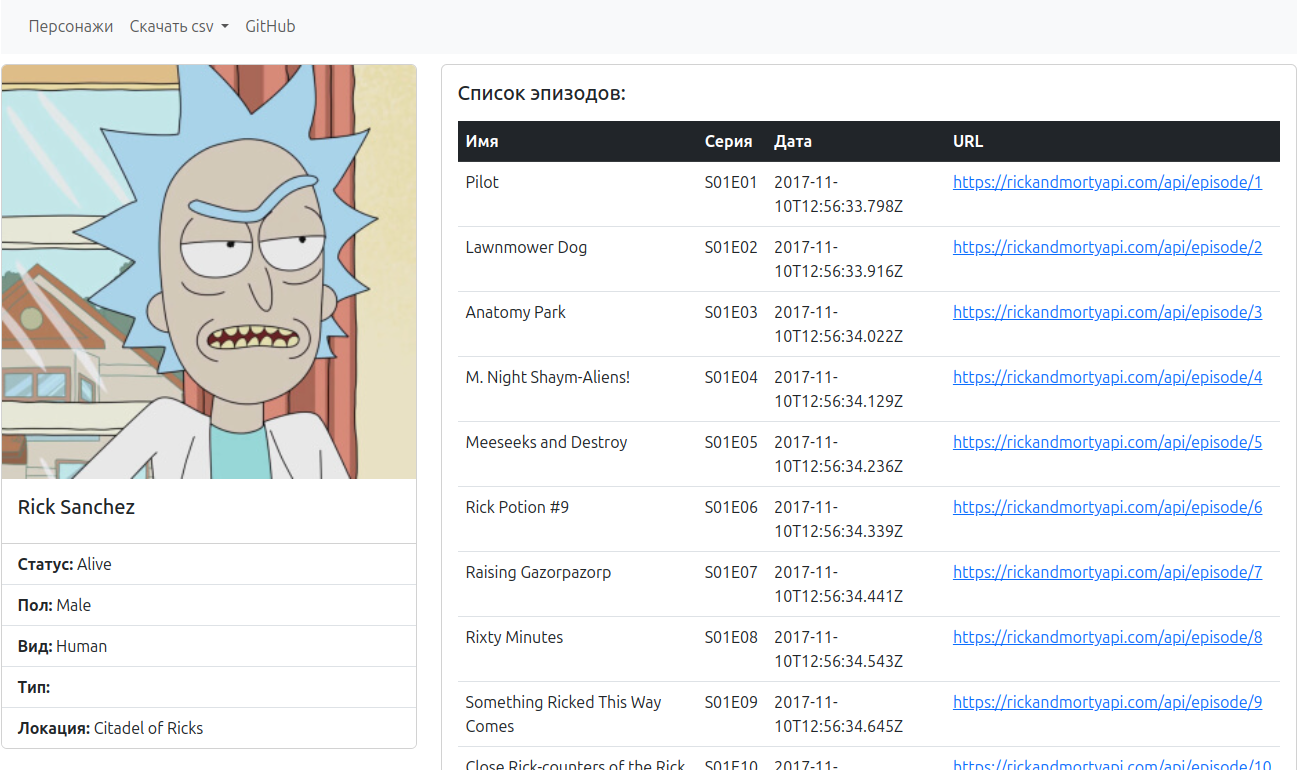 Персонажи Скачать csv GitHub
Rick Sanchez
Статус: Alive
Пол: Male
Вид: Human
Тип:
Локация: Citadel of Ricks
Список эпизодов:
Имя Серия Дата URL
Pilot S01E01 2017-11- https://rickandmortyapi.com/api/episode/1
10T12:56:33.798Z
Lawnmower Dog S01E02 2017-11- https://rickandmortyapi.com/api/episode/2
10T12:56:33.916Z
Anatomy Park S01E03 2017-11- https://rickandmortyapi.com/api/episode/3
10T12:56:34.022Z
M. Night Shaym-Aliens! S01E04 2017-11- https://rickandmortyapi.com/api/episode/4
10T12:56:34.129Z
Meeseeks and Destroy S01E05 2017-11- https://rickandmortyapi.com/api/episode/5
10T12:56:34.236Z
Rick Potion #9 S01E06 2017-11- https://rickandmortyapi.com/api/episode/6
10T12:56:34.339Z
Raising Gazorpazorp S01E07 2017-11- https://rickandmortyapi.com/api/episode/7
10T12:56:34.441Z
Rixty Minutes S01E08 2017-11- https://rickandmortyapi.com/api/episode/8
10T12:56:34.543Z
Something Ricked This Way S01E09 2017-11- https://rickandmortyapi.com/api/episode/9
Comes 10T12:56:34.645Z
Close Rick-counters of the Rick S01E10 2017-11- https://rickandmortyapi.com/api/episode/10